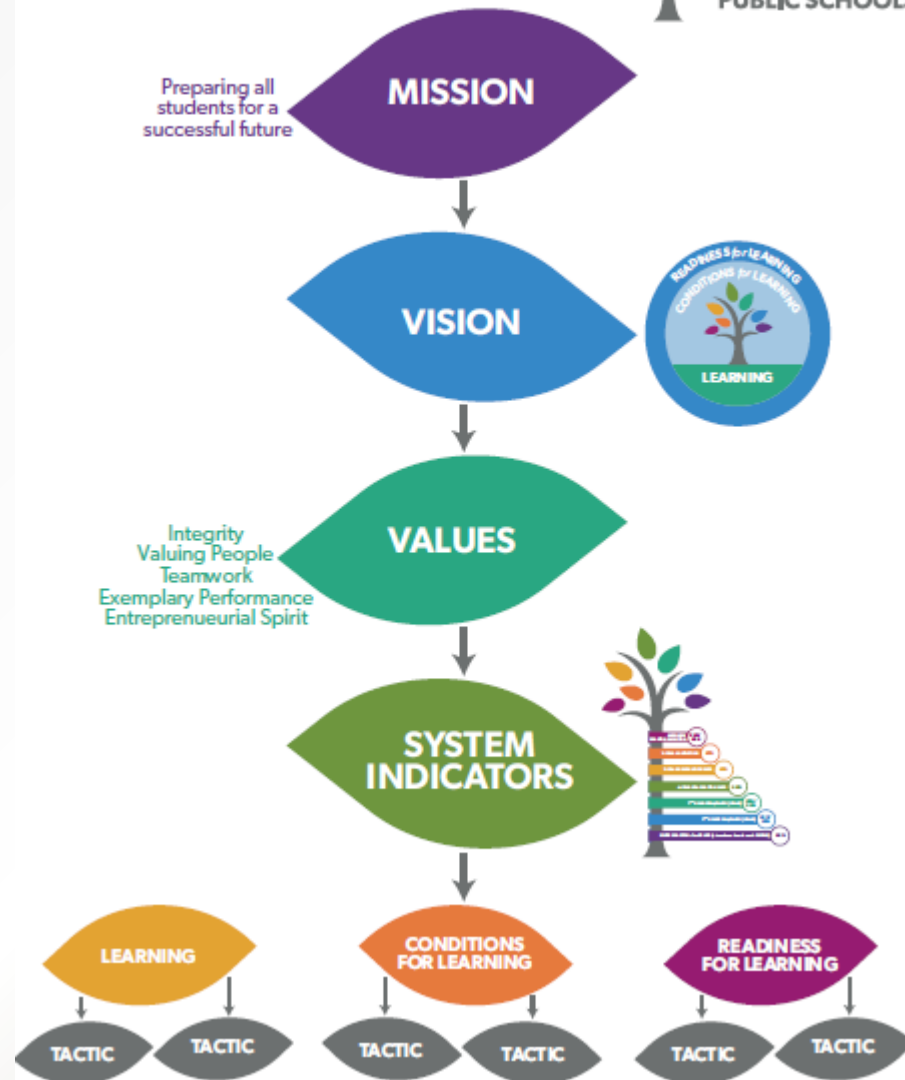 PUBLIC SCHOOLS
MISSION
Preparing all
students for a
successful future
VISION
READINESS for LEARNING
CONDITIONS for LEARNING
LEARNING
VALUES
Integrity
Valuing People
Teamwork
Exemplary Performance
Entreprenueurial Spirit
SYSTEM
INDICATORS
LEARNING
CONDITIONS
FOR LEARNING
READINESS
FOR LEARNING
TACTIC
TACTIC
TACTIC
TACTIC
TACTIC
TACTIC